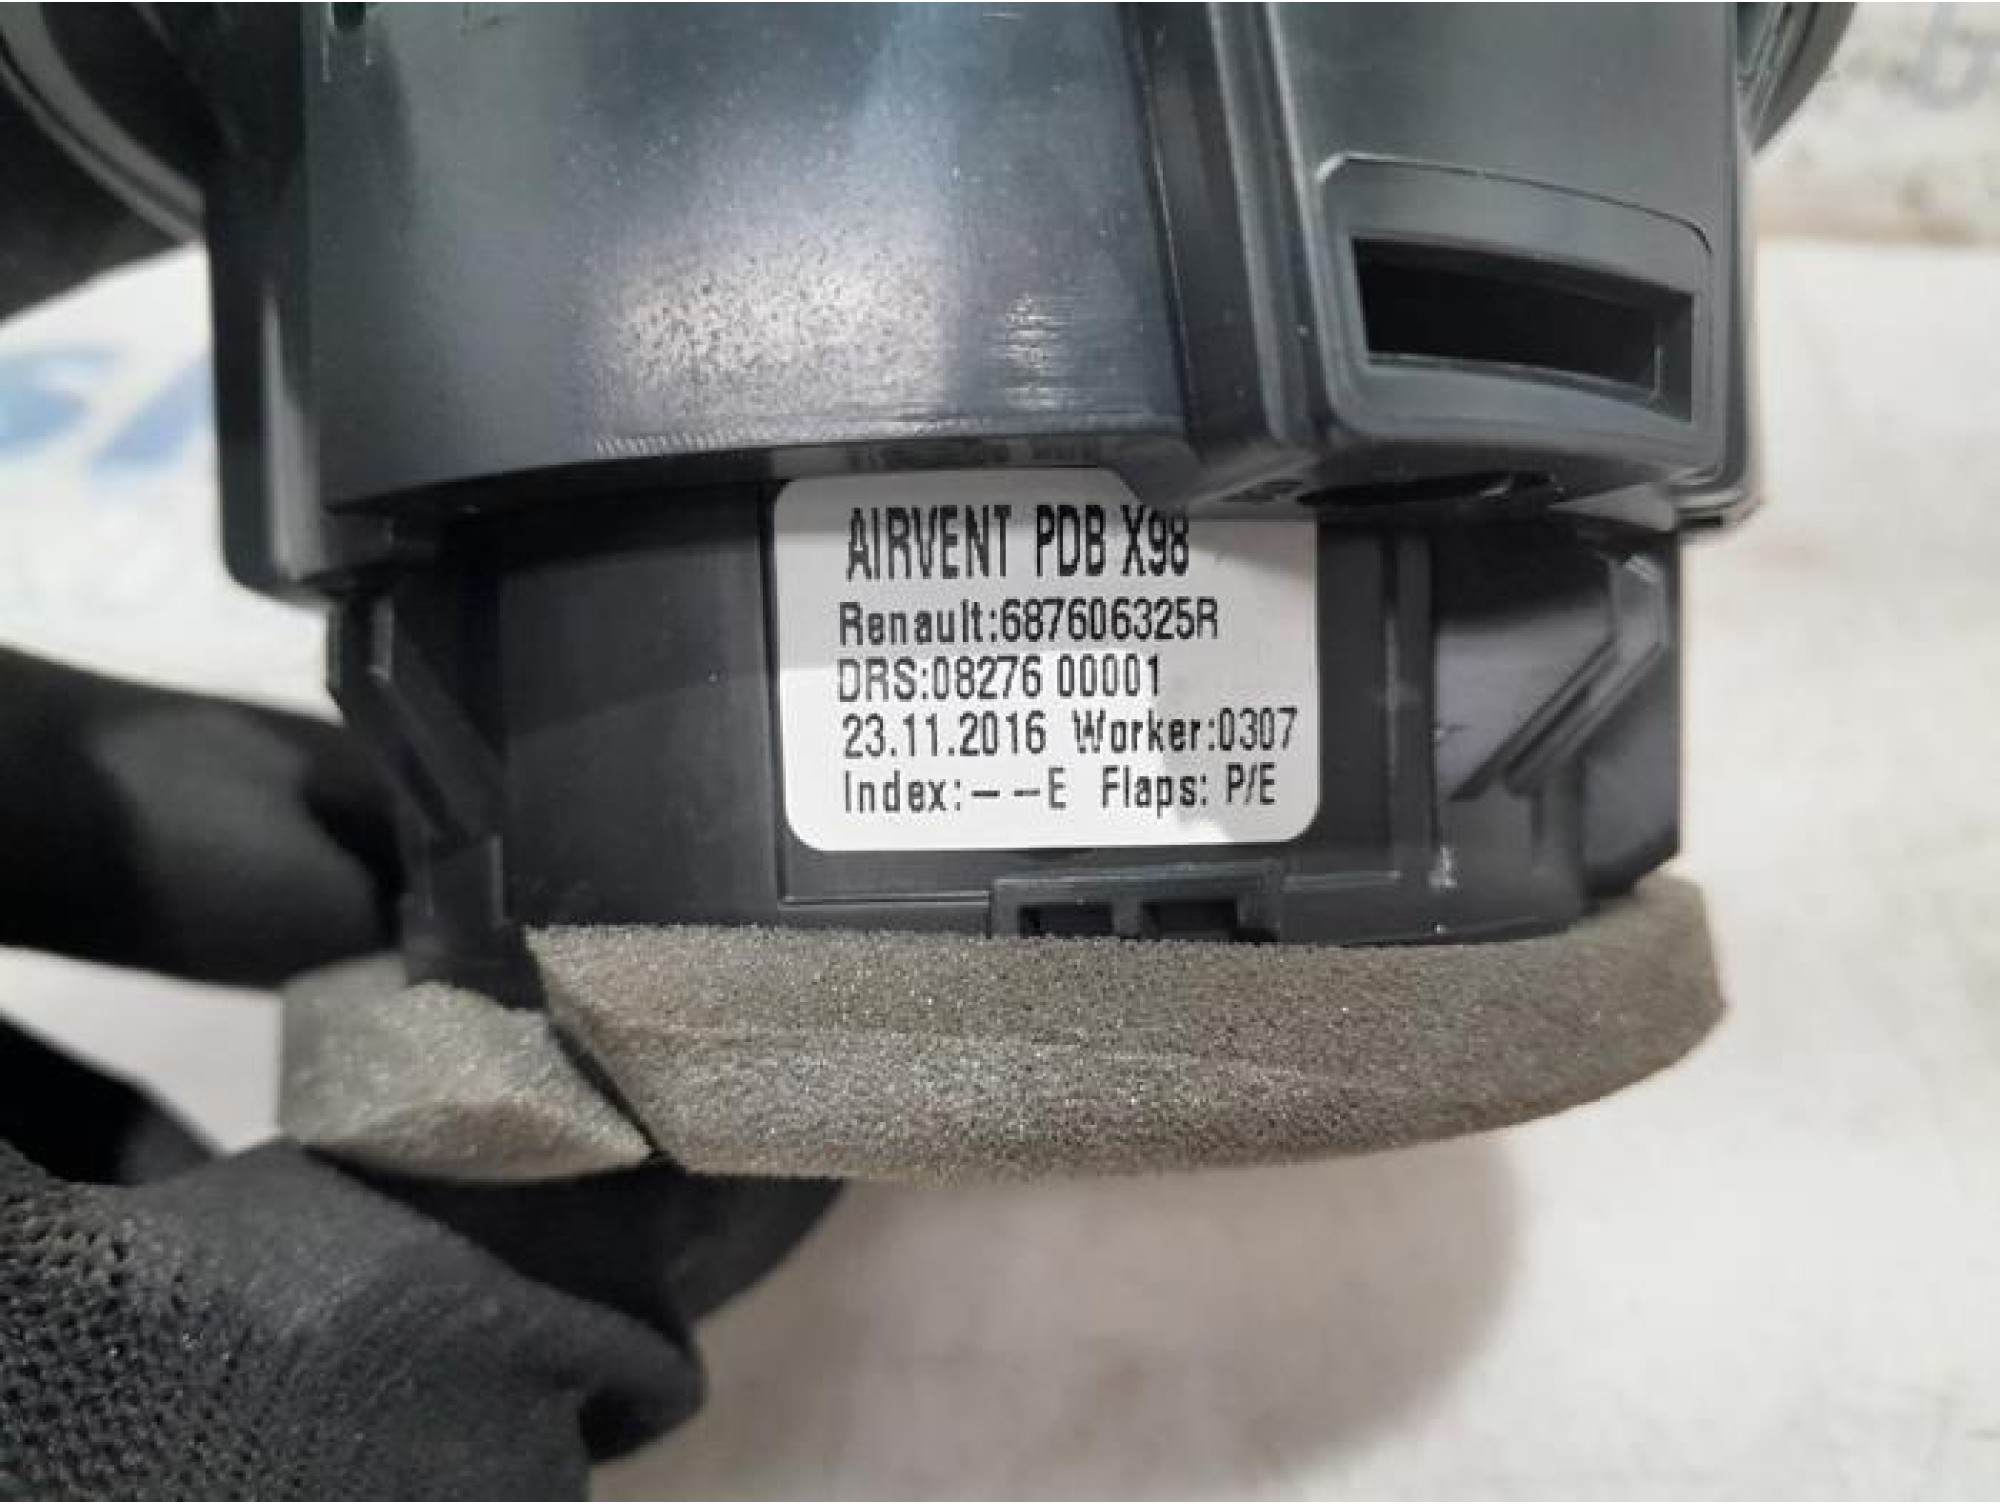 AIRVENT PDB X98
Renault:687606325R
DRS:08276 00001
23.11.2016 Worker:0307
Index:--E Flaps: P/E